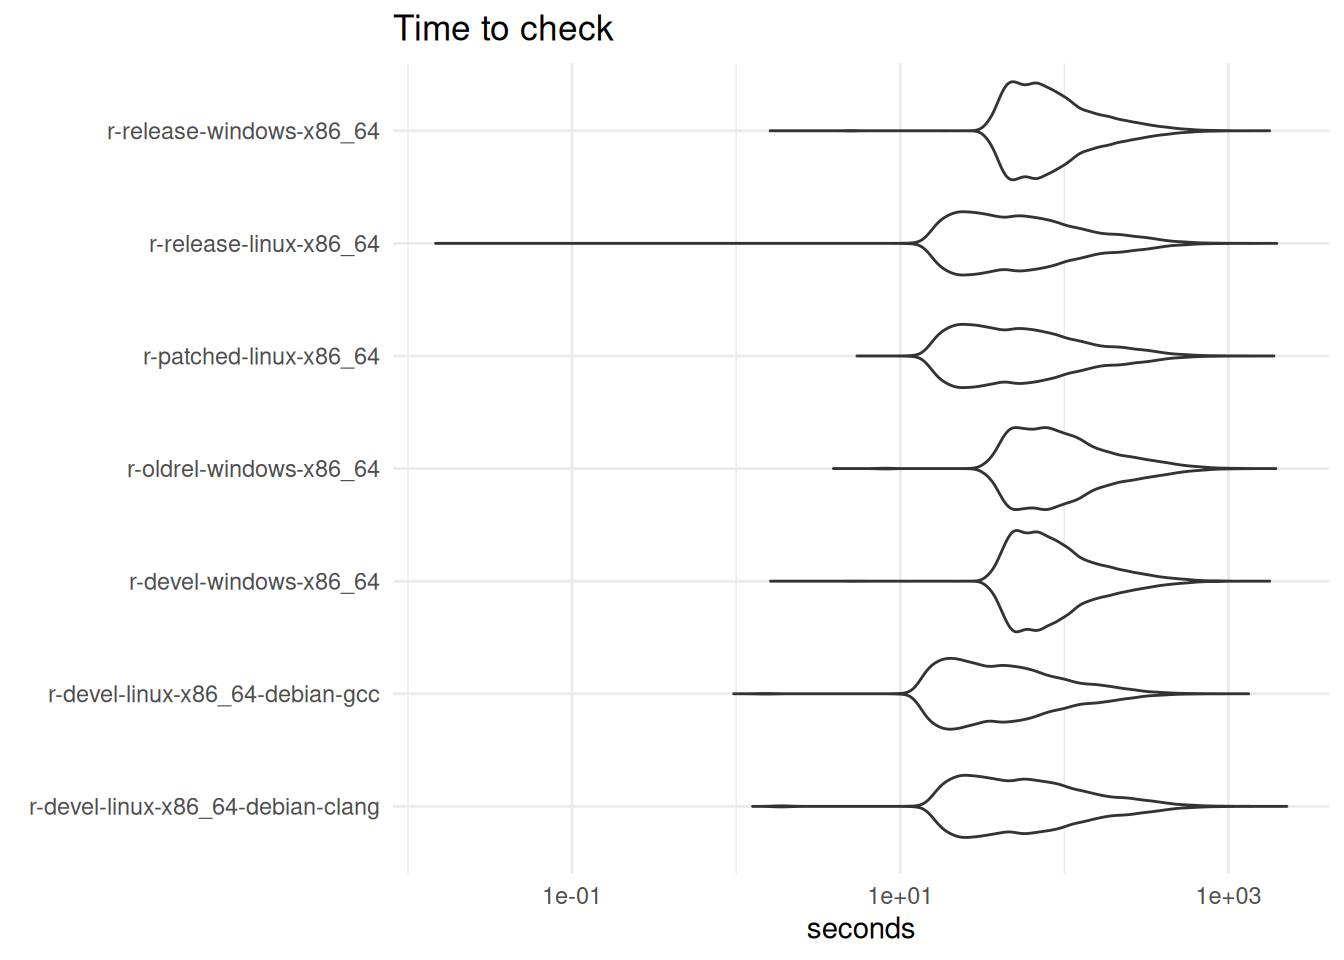 Time to check
r-release-windows-x86_64
r-release-linux-x86_64
r-patched-linux-x86_64
r-oldrel-windows-x86_64
r-devel-windows-x86_64
r-devel-linux-x86_64-debian-gcc
r-devel-linux-x86_64-debian-clang
1e-01 1e+01 1e+03
seconds